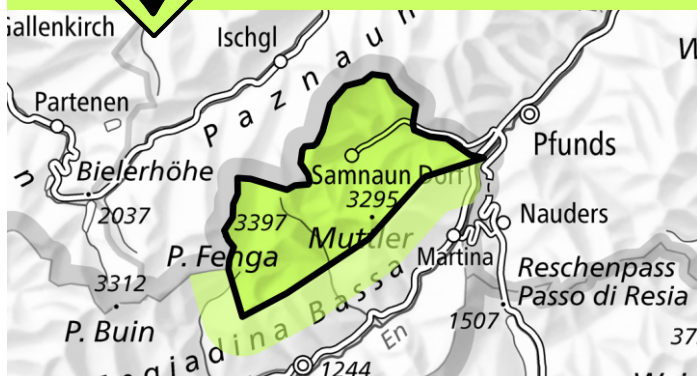 Gallenkirch
Ischgl
Paznaun
Partenen
Pfunds
Bielerhöhe
Samnaun Dorf
2037
3397
3295
Nauders
P. Fenga
Muttler
Martina
3312
Reschenpass
Passo di Resia
P. Buin
Engiadina Bassa
1507
En
1244